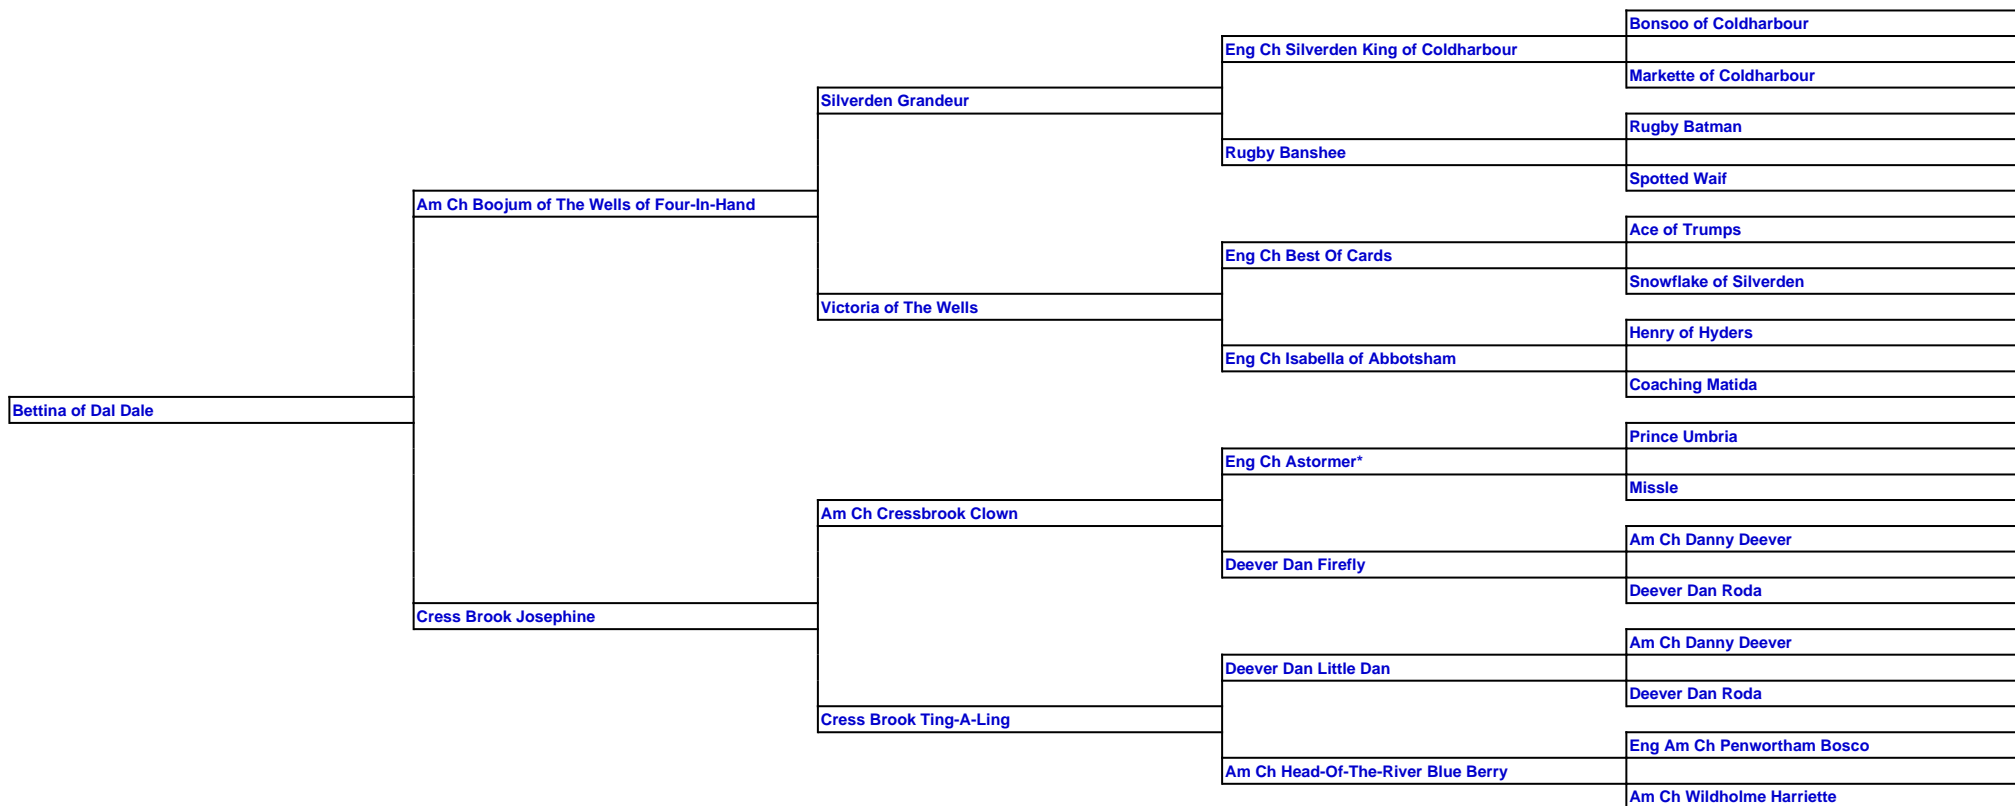 Bonsoo of Coldharbour
Eng Ch Silverden King of Coldharbour
Markette of Coldharbour
Silverden Grandeur
Rugby Batman
Rugby Banshee
Spotted Waif
Am Ch Boojum of The Wells of Four-In-Hand
Ace of Trumps
Eng Ch Best Of Cards
Snowflake of Silverden
Victoria of The Wells
Henry of Hyders
Eng Ch Isabella of Abbotsham
Coaching Matida
Bettina of Dal Dale
Prince Umbria
Eng Ch Astormer*
Missle
Am Ch Cressbrook Clown
Am Ch Danny Deever
Deever Dan Firefly
Deever Dan Roda
Cress Brook Josephine
Am Ch Danny Deever
Deever Dan Little Dan
Deever Dan Roda
Cress Brook Ting-A-Ling
Eng Am Ch Penwortham Bosco
Am Ch Head-Of-The-River Blue Berry
Am Ch Wildholme Harriette